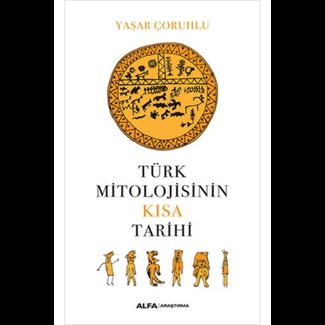 YAŞAR ÇORUHLU
TÜRK
MİTOLOJİSİNİN
KISA
TARİHİ
ALFA | ARAŞTIRMA